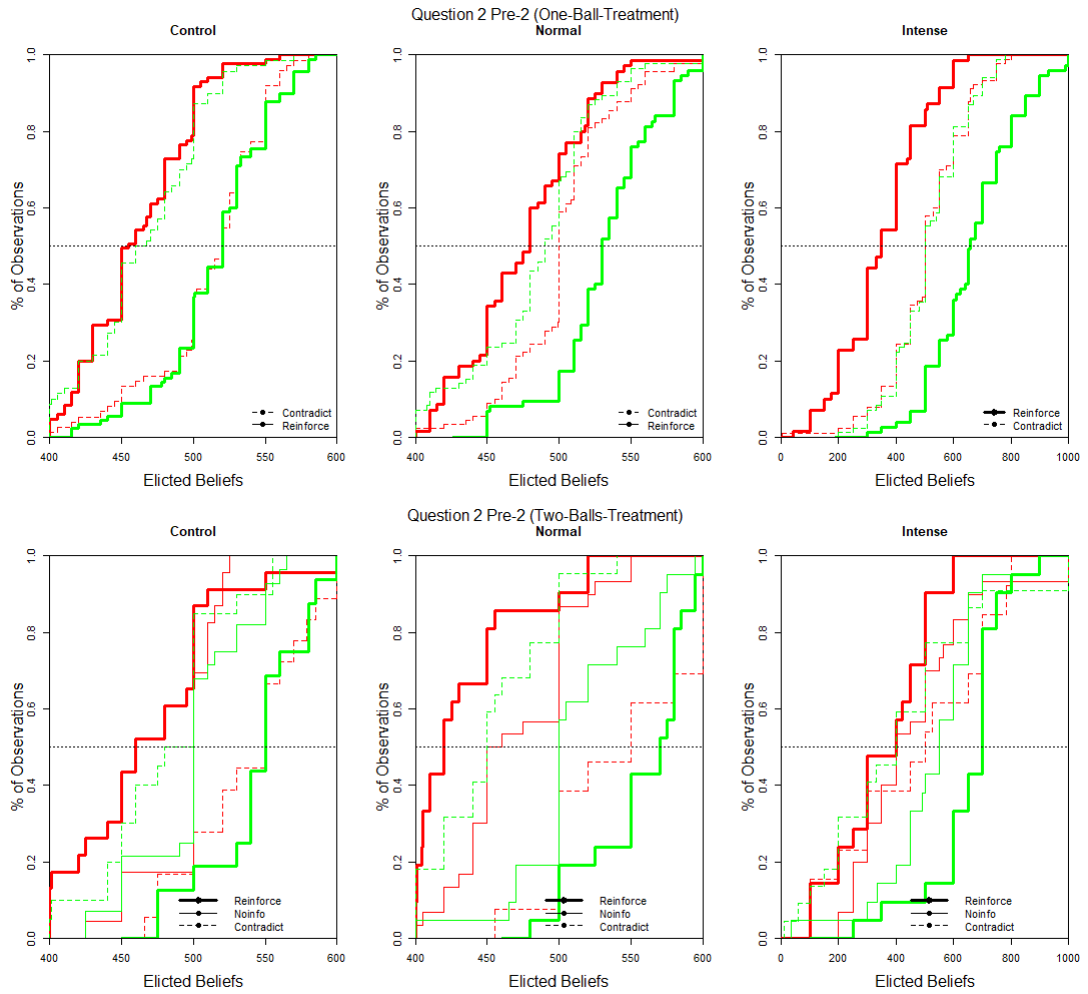 Question 2 Pre-2 (One-Ball-Treatment)
Control
% of Observations
0.0 0.2 0.4 0.6 0.8 1.0
Contradict
Reinforce
400 450 500 550 600
Elicted Beliefs
Normal
% of Observations
0.0 0.2 0.4 0.6 0.8 1.0
Contradict
Reinforce
400 450 500 550 600
Elicted Beliefs
Intense
% of Observations
0.0 0.2 0.4 0.6 0.8 1.0
Reinforce
Contradict
0 200 400 600 800 1000
Elicted Beliefs
Question 2 Pre-2 (Two-Balls-Treatment)
Control
% of Observations
0.0 0.2 0.4 0.6 0.8 1.0
Reinforce
Noinfo
Contradict
400 450 500 550 600
Elicted Beliefs
Normal
% of Observations
0.0 0.2 0.4 0.6 0.8 1.0
Reinforce
Noinfo
Contradict
400 450 500 550 600
Elicted Beliefs
Intense
% of Observations
0.0 0.2 0.4 0.6 0.8 1.0
Reinforce
Noinfo
Contradict
0 200 400 600 800 1000
Elicted Beliefs